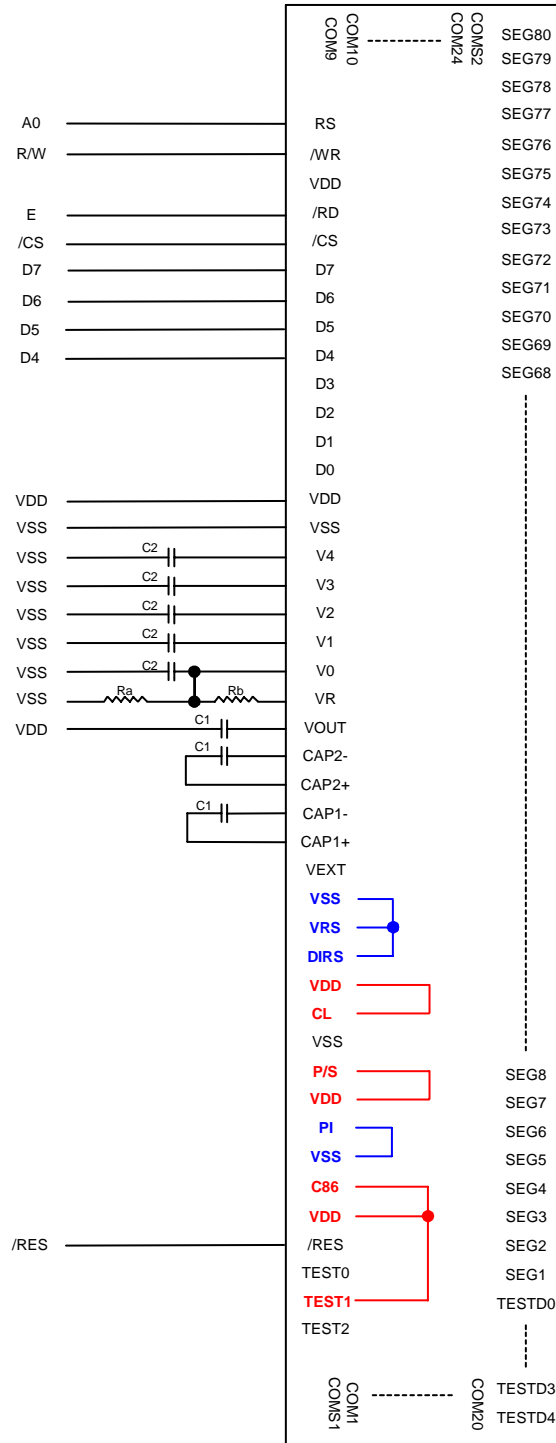 COM9
COM10
COM24
COMS2
SEG80
SEG79
SEG78
SEG77
A0
RS
R/W
/WR
SEG76
VDD
SEG75
E
/RD
SEG74
/CS
/CS
SEG73
D7
D7
SEG72
D6
D6
SEG71
D5
D5
SEG70
D4
D4
SEG69
D3
SEG68
D2
D1
D0
VDD
VDD
VSS
VSS
VSS
C2
V4
VSS
C2
V3
VSS
C2
V2
VSS
C2
V1
VSS
C2
V0
VSS
Ra
Rb
VR
VDD
C1
VOUT
C1
CAP2-
CAP2+
C1
CAP1-
CAP1+
VEXT
VSS
VRS
DIRS
VDD
CL
VSS
P/S
SEG8
VDD
SEG7
PI
SEG6
VSS
SEG5
C86
SEG4
VDD
SEG3
/RES
/RES
SEG2
TEST0
SEG1
TEST1
TESTD0
TEST2
COMS1
COM1
COM20
TESTD3
TESTD4